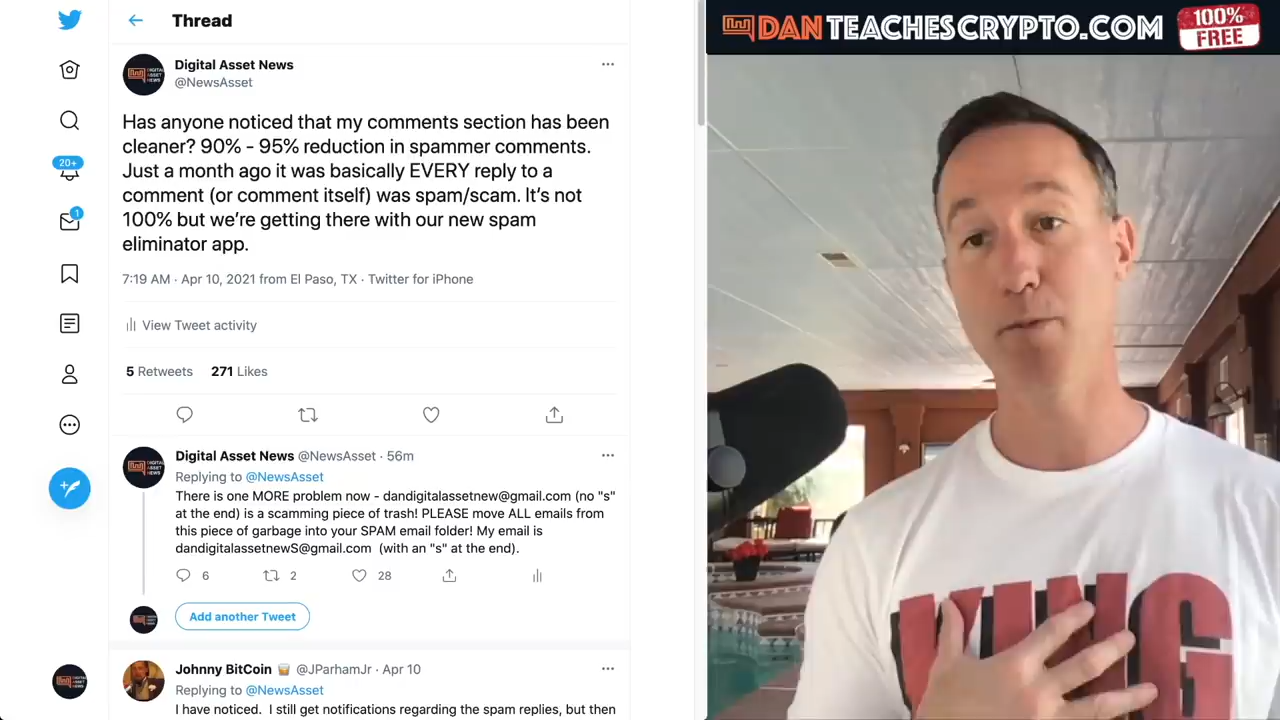 Thread
Digital Asset News
@NewsAsset
Has anyone noticed that my comments section has been
cleaner? 90% - 95% reduction in spammer comments.
Just a month ago it was basically EVERY reply to a
comment (or comment itself) was spam/scam. It's not
100% but we're getting there with our new spam
eliminator app.
7:19 AM · Apr 10, 2021 from El Paso, TX · Twitter for iPhone
View Tweet activity
5 Retweets 271 Likes
Digital Asset News @NewsAsset · 56m
Replying to @NewsAsset
There is one MORE problem now - dandigitalassetnew@gmail.com (no "s"
at the end) is a scamming piece of trash! PLEASE move ALL emails from
this piece of garbage into your SPAM email folder! My email is
dandigitalassetnewS@gmail.com (with an "s" at the end).
6 2 28
Add another Tweet
Johnny BitCoin @JParhamJr · Apr 10
Replying to @NewsAsset
I have noticed. I still get notifications regarding the spam replies, but then
20+
1
DANTEACHESCRYPTO.COM
100%
FREE
KING